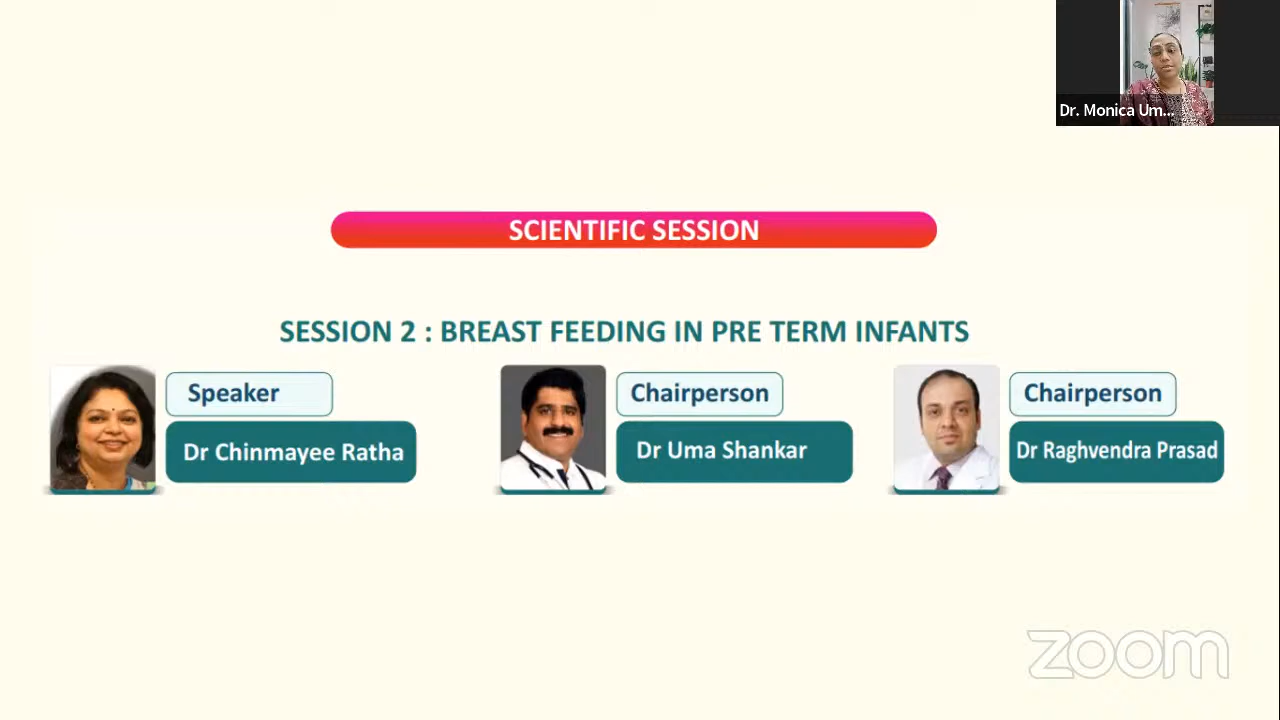 Dr. Monica Um...
SCIENTIFIC SESSION
SESSION 2 : BREAST FEEDING IN PRE TERM INFANTS
Speaker
Dr Chinmayee Ratha
Chairperson
Dr Uma Shankar
Chairperson
Dr Raghvendra Prasad
zoom